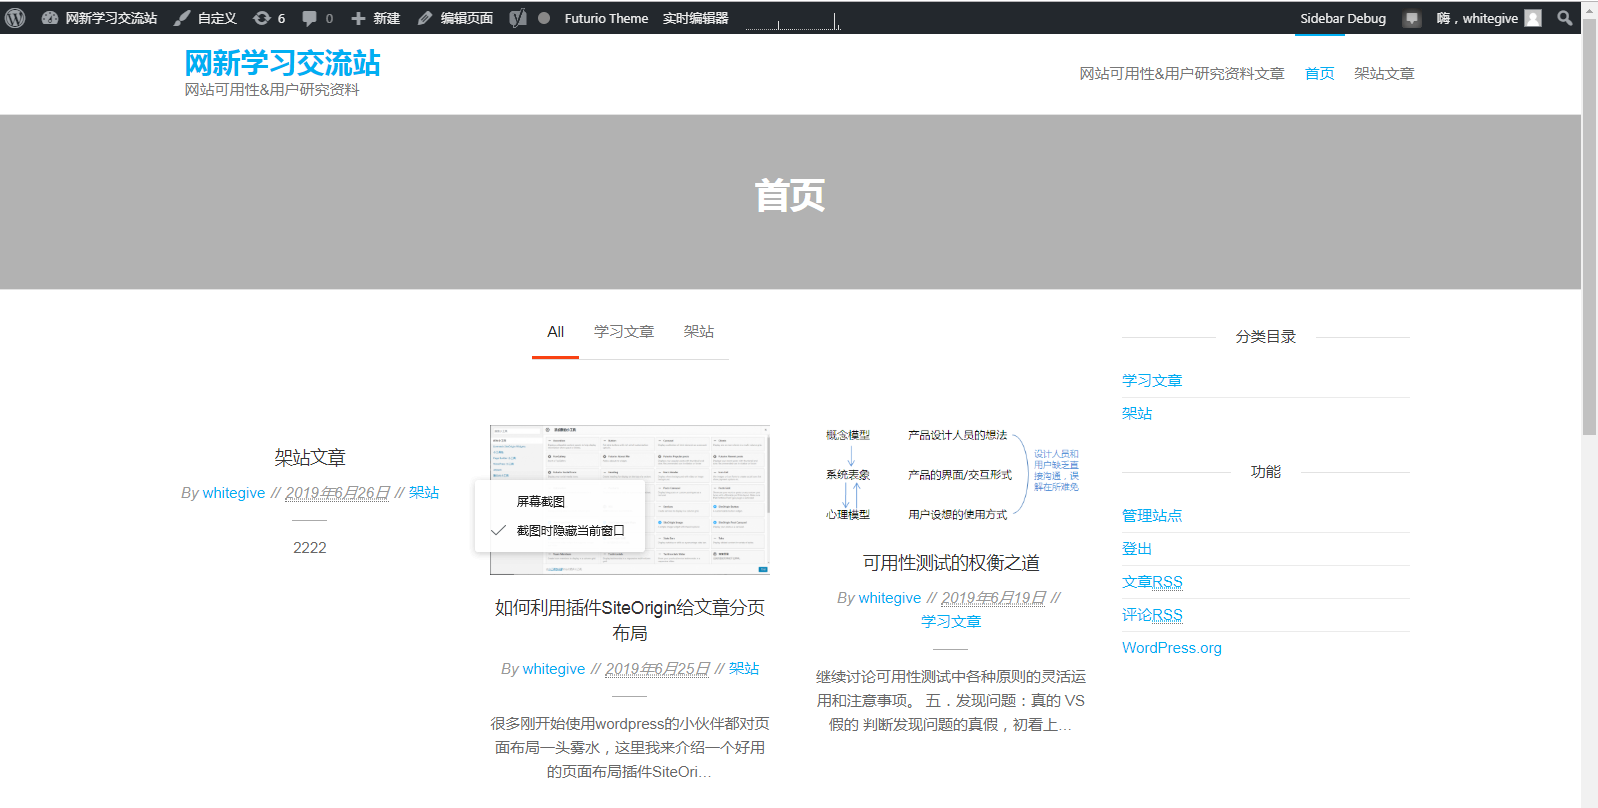 网新学习交流站 自定义 6 0 新建 编辑页面 Futurio Theme 实时编辑器 Sidebar Debug 嗨，whitegive
网新学习交流站
网站可用性&用户研究资料
网站可用性&用户研究资料文章 首页 架站文章
首页
All 学习文章 架站
架站文章
By whitegive // 2019年6月26日 // 架站
2222
屏幕截图
截图时隐藏当前窗口
如何利用插件SiteOrigin给文章分页
布局
By whitegive // 2019年6月25日 // 架站
很多刚开始使用wordpress的小伙伴都对页
面布局一头雾水，这里我来介绍一个好用
的页面布局插件SiteOri…
概念模型 产品设计人员的想法
系统表象 产品的界面/交互形式
心理模型 用户设想的使用方式
设计人员和
用户缺乏直
接沟通，误
解在所难免
可用性测试的权衡之道
By whitegive // 2019年6月19日 //
学习文章
继续讨论可用性测试中各种原则的灵活运
用和注意事项。 五．发现问题：真的 VS
假的 判断发现问题的真假，初看上…
分类目录
学习文章
架站
功能
管理站点
登出
文章RSS
评论RSS
WordPress.org